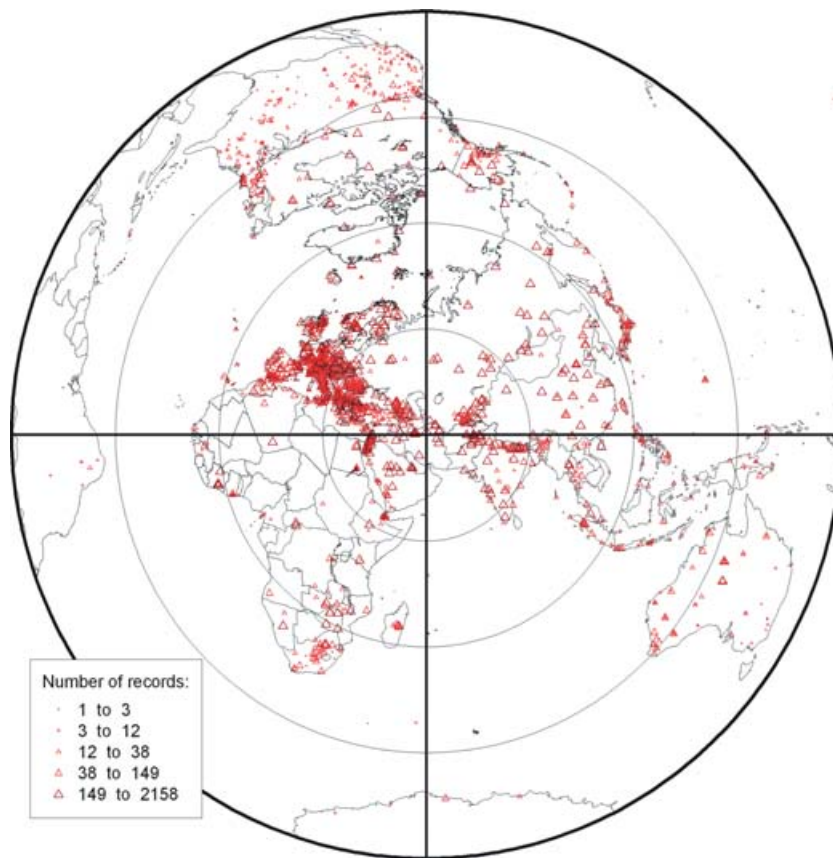 Number of records:
1 to 3
3 to 12
12 to 38
38 to 149
149 to 2158